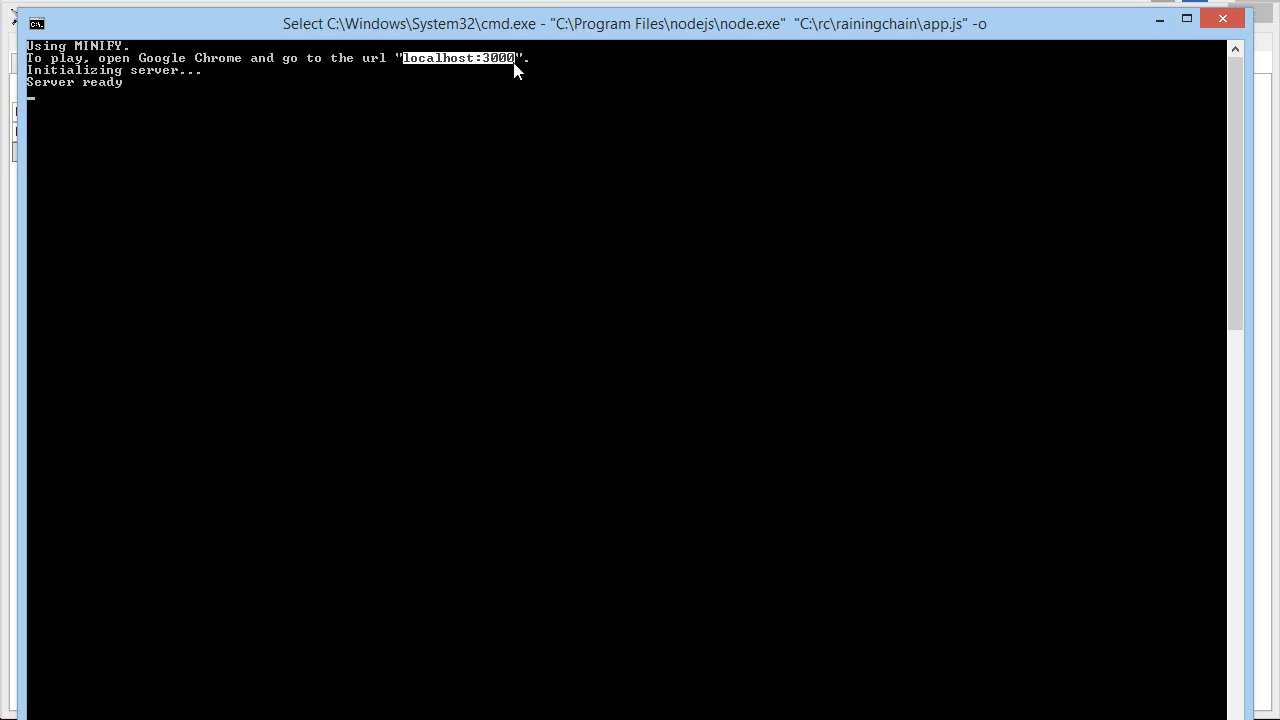 Select C:\Windows\System32\cmd.exe - "C:\Program Files\nodejs\node.exe" "C:\rc\rainingchain\app.js" -o
Using MINIFY.
To play, open Google Chrome and go to the url "localhost:3000".
Initializing server...
Server ready